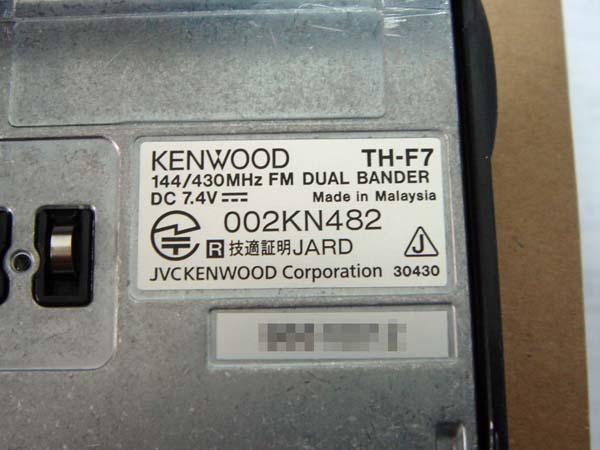 KENWOOD TH-F7
144/430MHz FM DUAL BANDER
DC 7.4V⎓ Made in Malaysia
002KN482
R 技適証明JARD J
JVCKENWOOD Corporation 30430